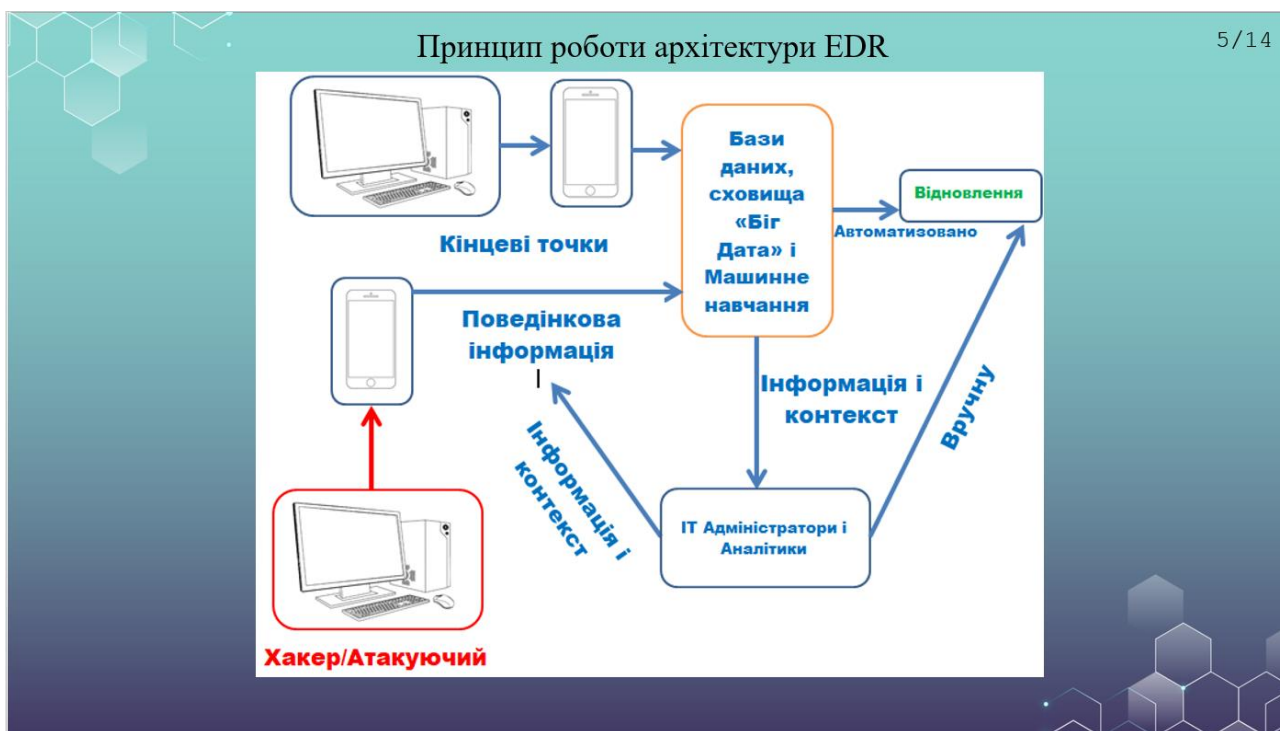 Принцип роботи архітектури EDR
5/14
Бази
даних,
сховища
«Біг
Дата» і
Машинне
навчання
Відновлення
Автоматизовано
Кінцеві точки
Поведінкова
інформація
Інформація і
контекст
Вручну
Інформація і
контекст
ІТ Адміністратори і
Аналітики
Хакер/Атакуючий